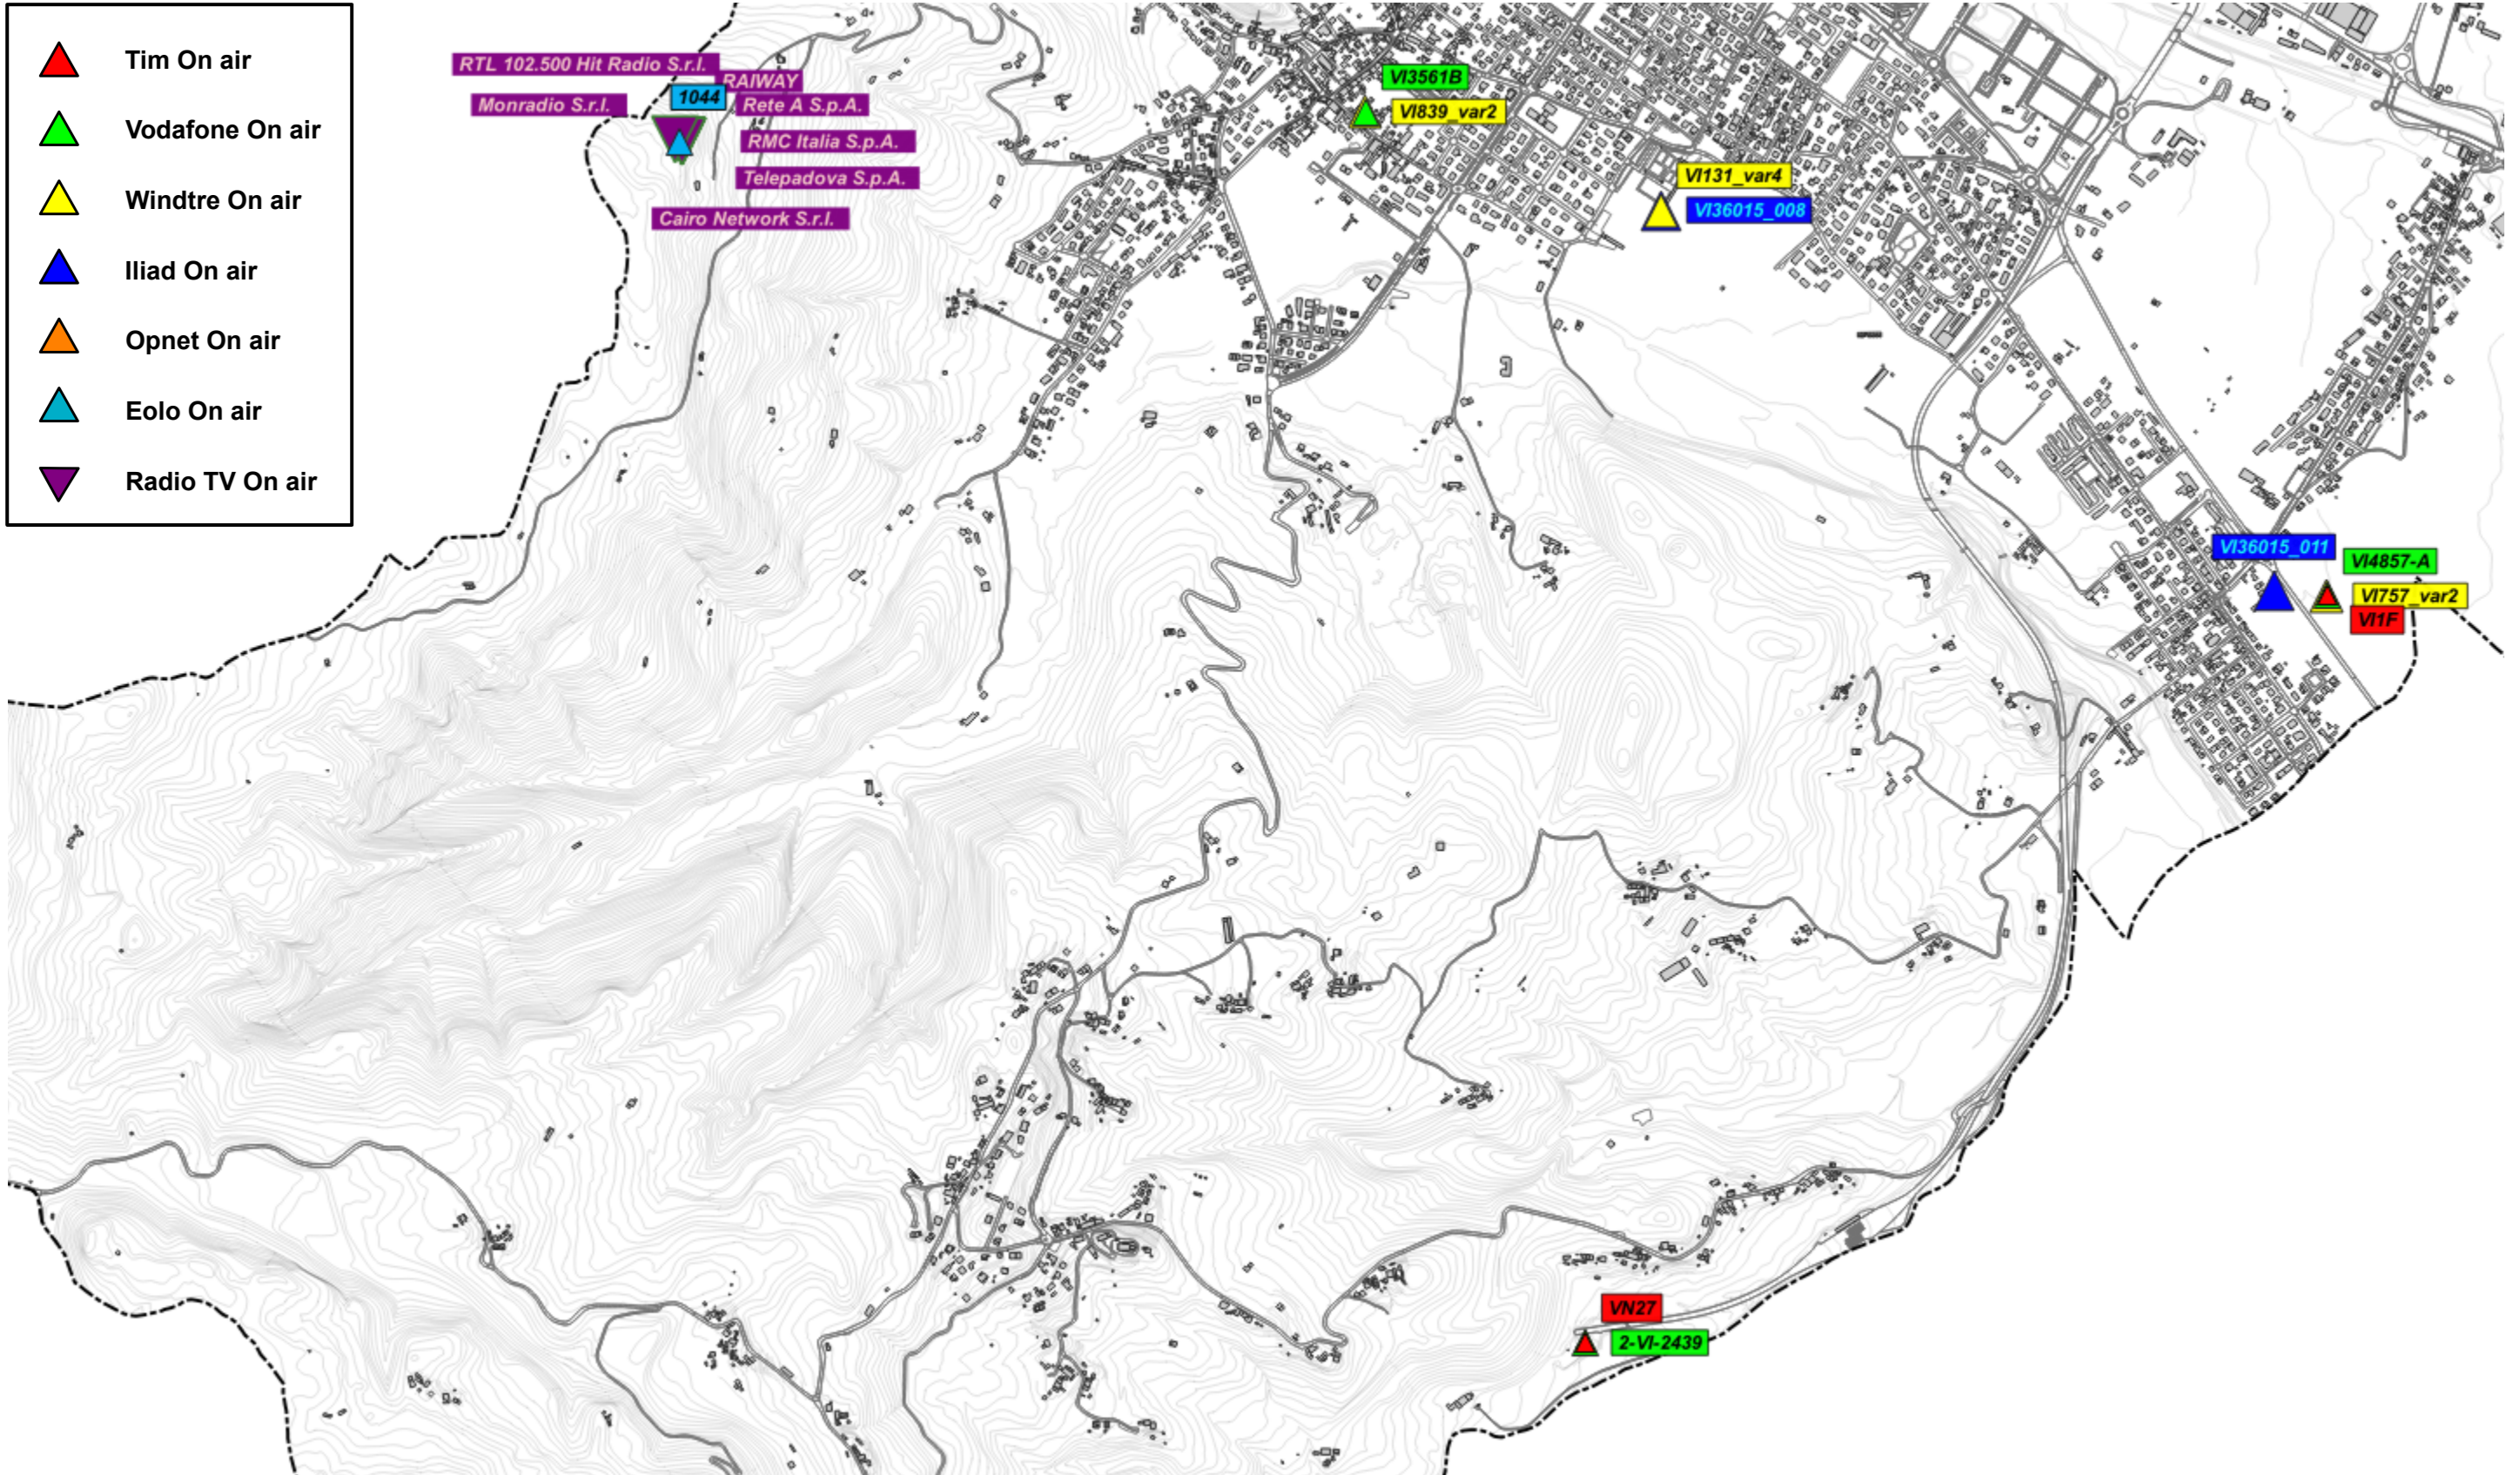 Tim On air
Vodafone On air
Windtre On air
Iliad On air
Opnet On air
Eolo On air
Radio TV On air
RTL 102.500 Hit Radio S.r.l.
RAIWAY
1044
Monradio S.r.l.
Rete A S.p.A.
RMC Italia S.p.A.
Telepadova S.p.A.
Cairo Network S.r.l.
VI3561B
VI839_var2
VI131_var4
VI36015_008
VI36015_011
VI4857-A
VI757_var2
VI1F
VN27
2-VI-2439